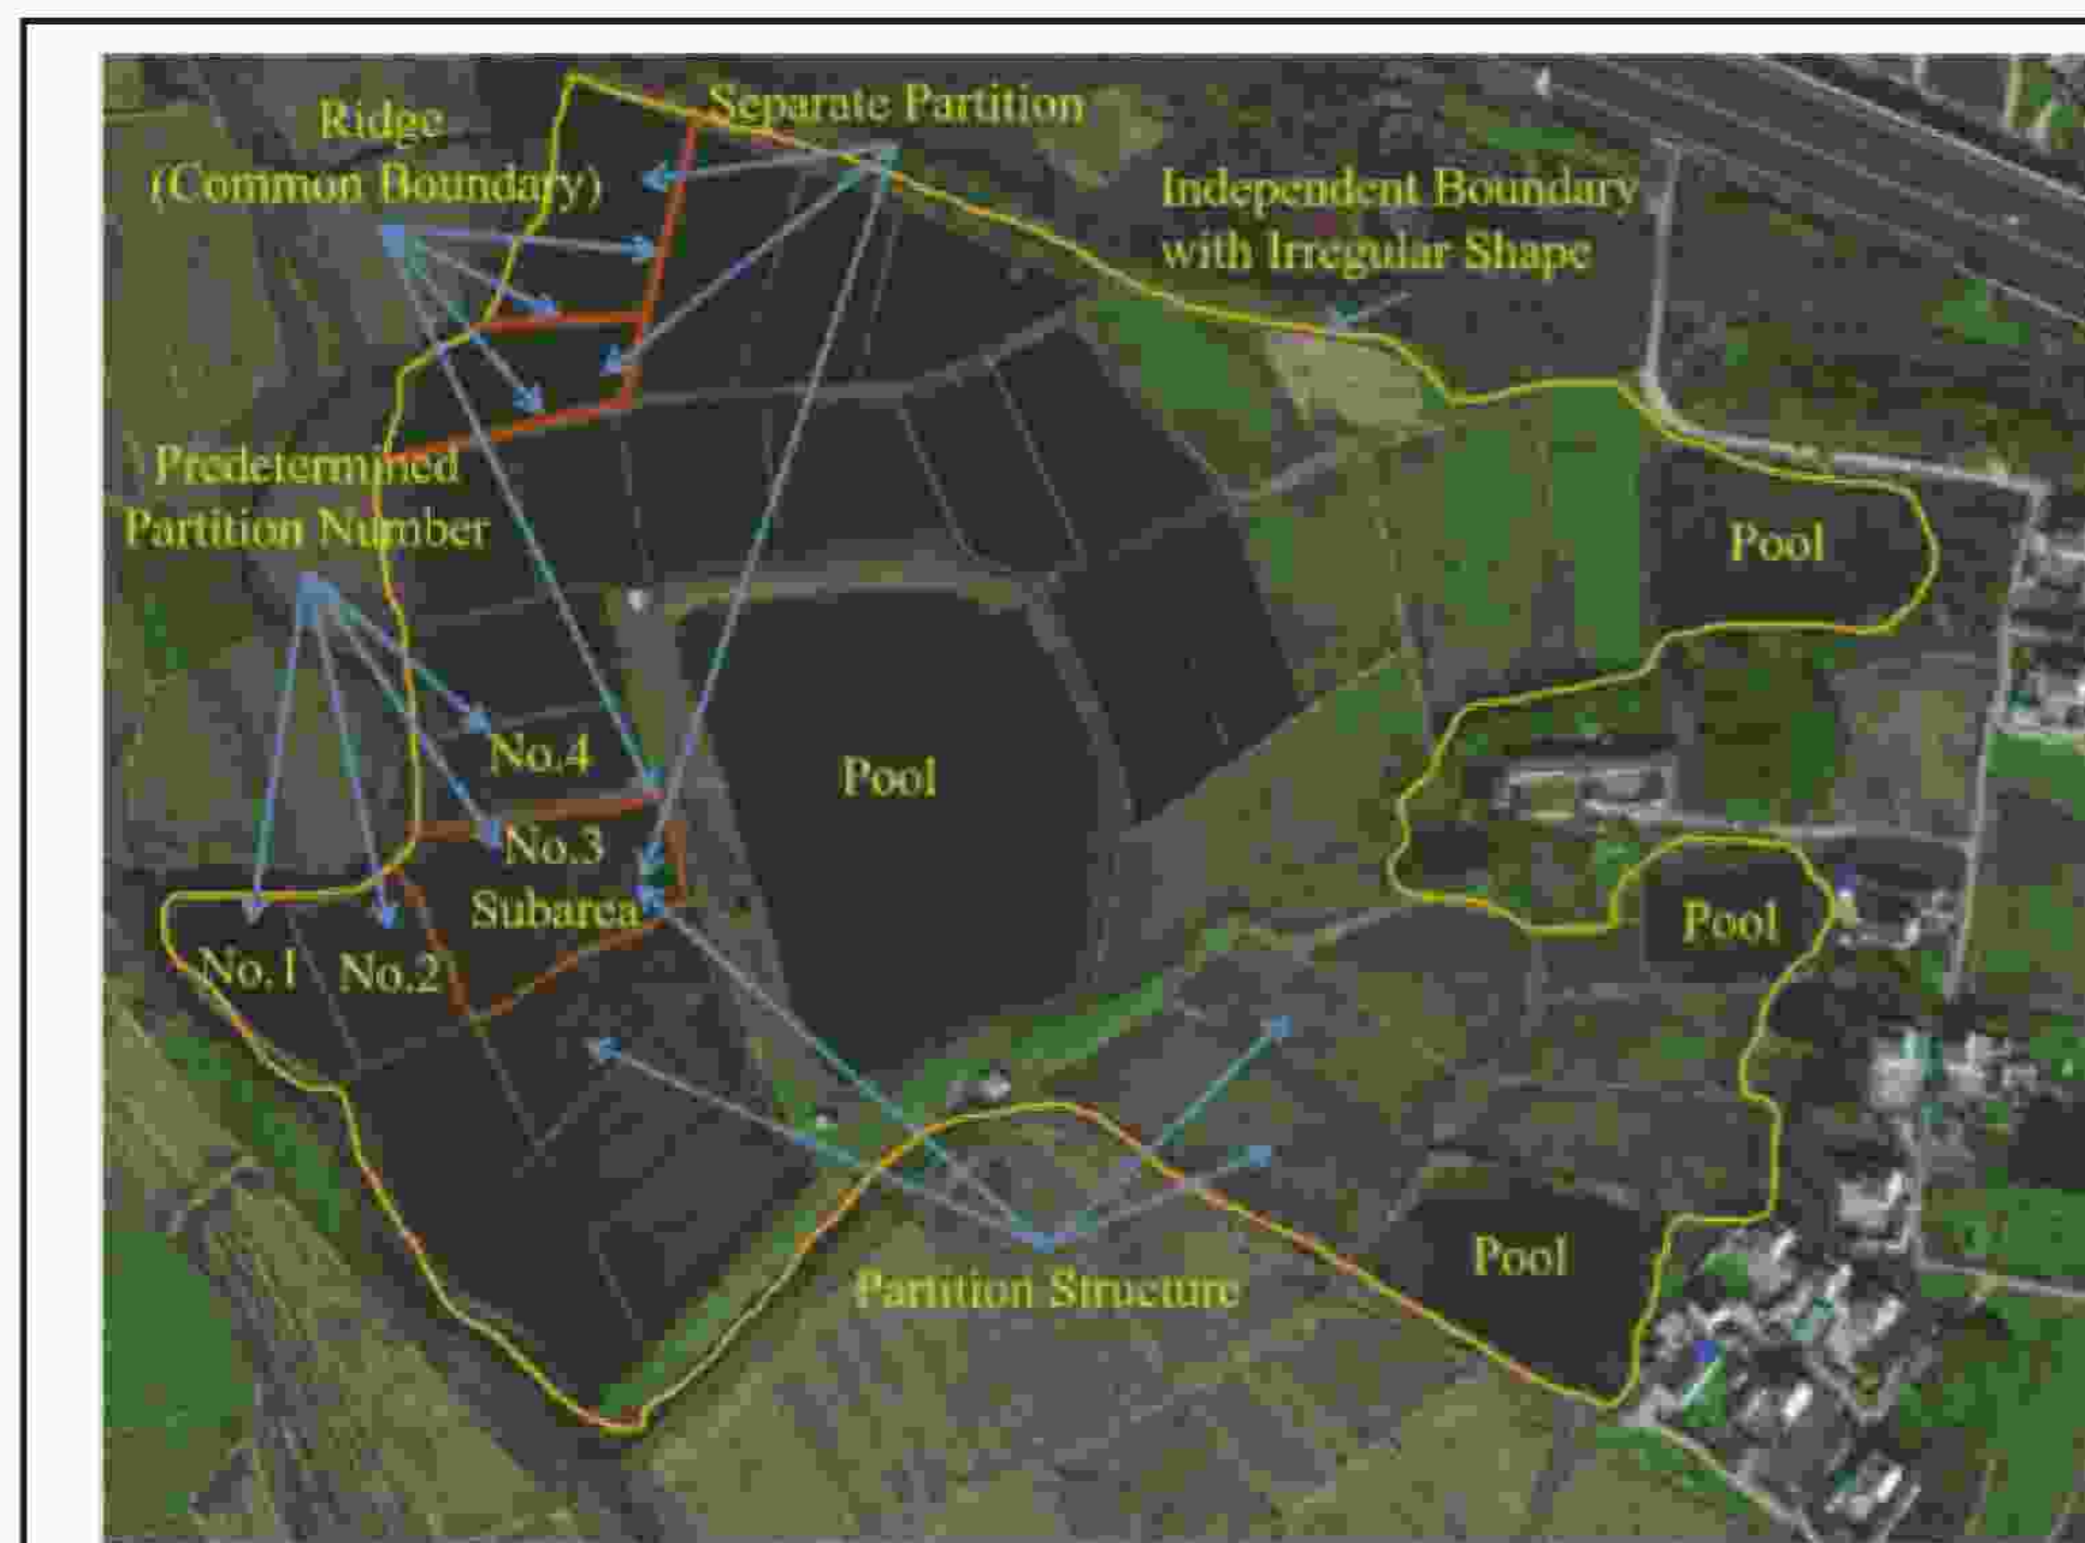 Separate Partition
Ridge
(Common Boundary)
Independent Boundary
with Irregular Shape
Predetermined
Partition Number
Pool
No.4
Pool
No.3
Subarea
Pool
No.1
No.2
Pool
Partition Structure